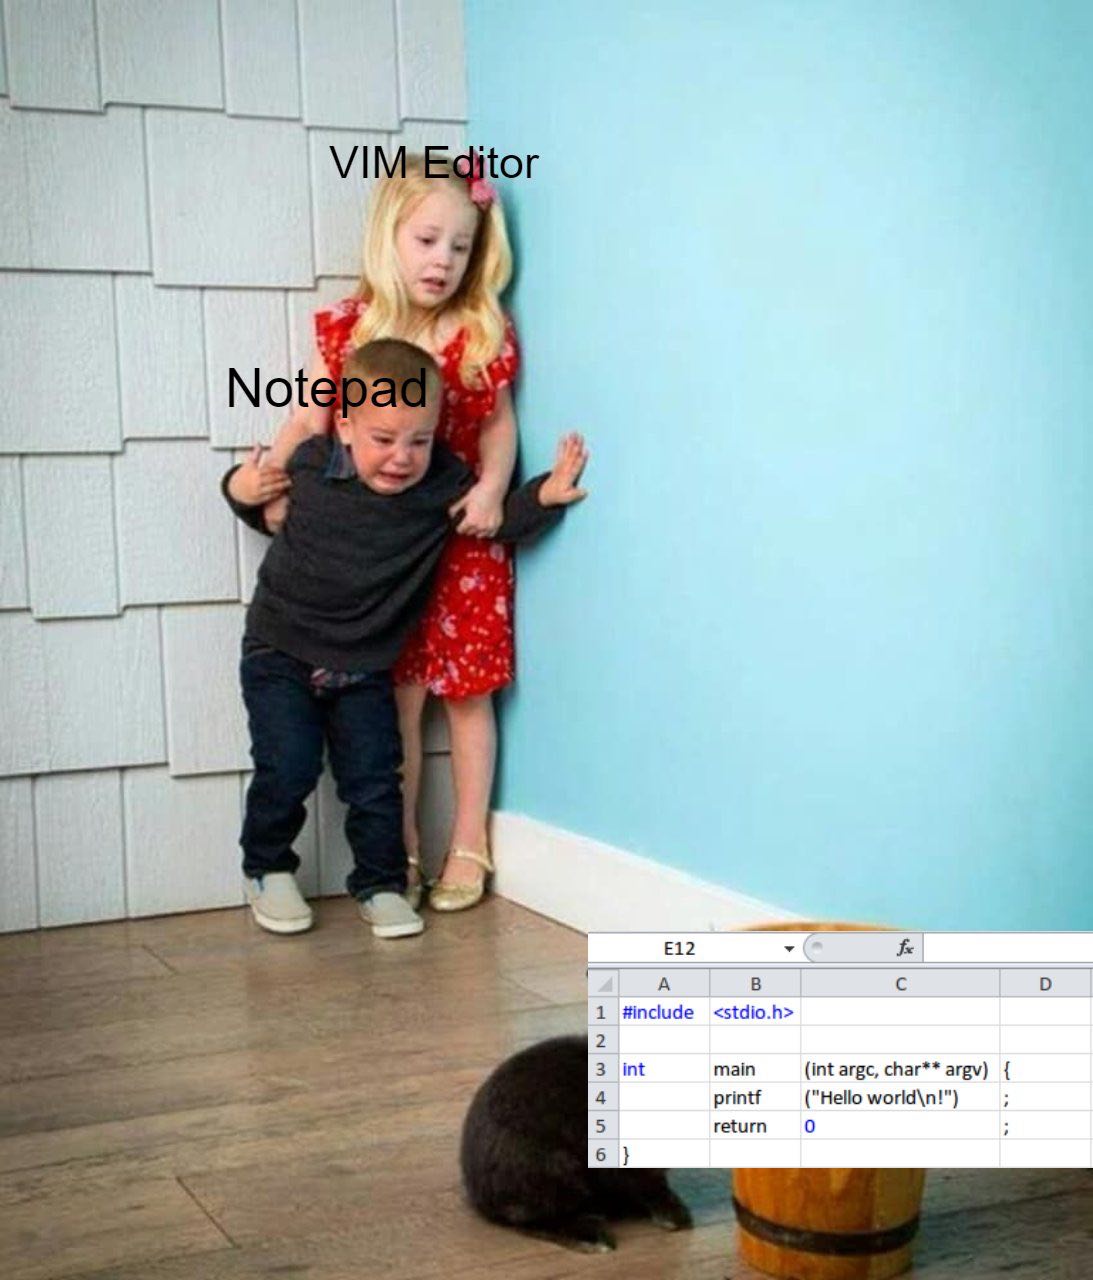 VIM Editor
Notepad
E12 fx
A B C D
1 #include <stdio.h>
2
3 int main (int argc, char** argv) {
4 printf ("Hello world\n!") ;
5 return 0 ;
6 }